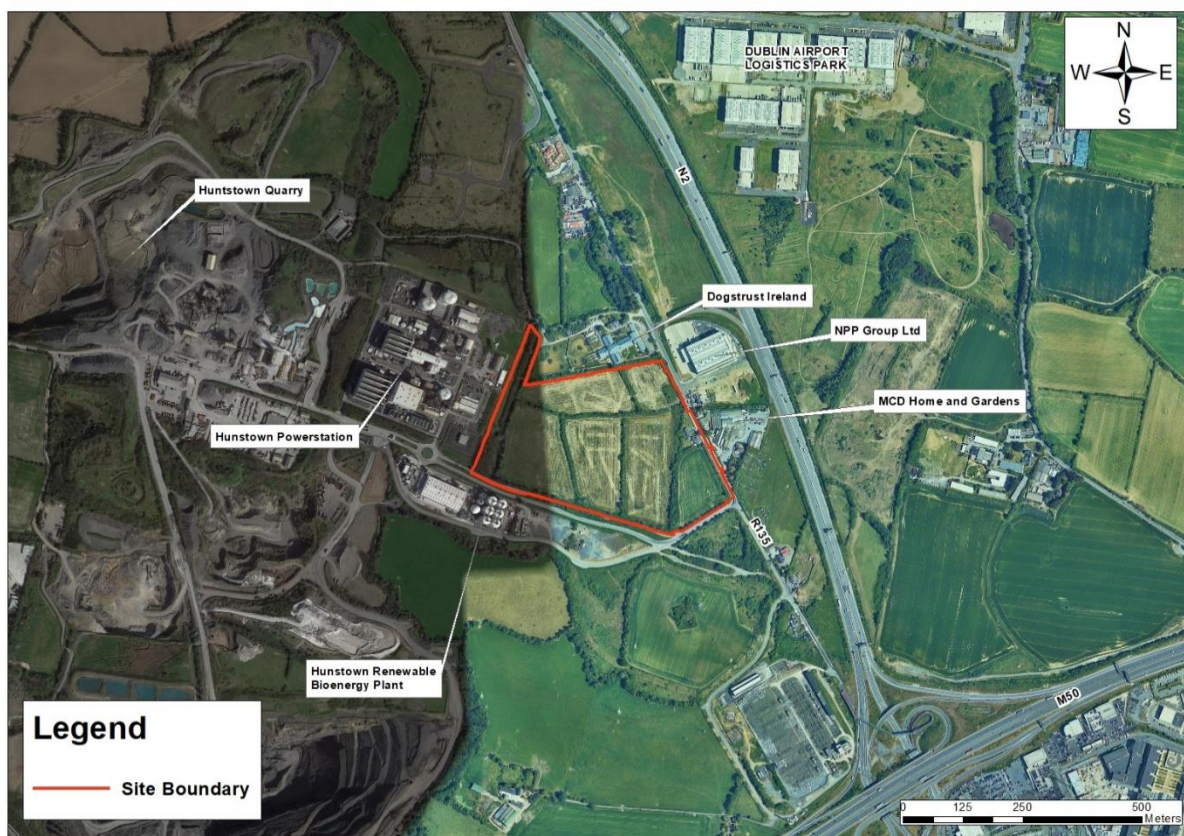 DUBLIN AIRPORT
LOGISTICS PARK
N
W
E
S
Huntstown Quarry
N2
Dogstrust Ireland
NPP Group Ltd
MCD Home and Gardens
Hunstown Powerstation
R135
Hunstown Renewable
Bioenergy Plant
M50
Legend
Site Boundary
0 125 250 500
Meters